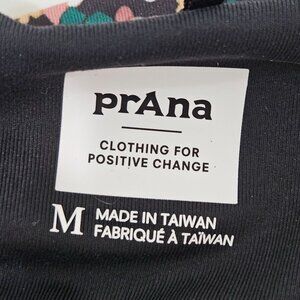 prAna
CLOTHING FOR
POSITIVE CHANGE
M MADE IN TAIWAN
FABRIQUÉ À TAÏWAN